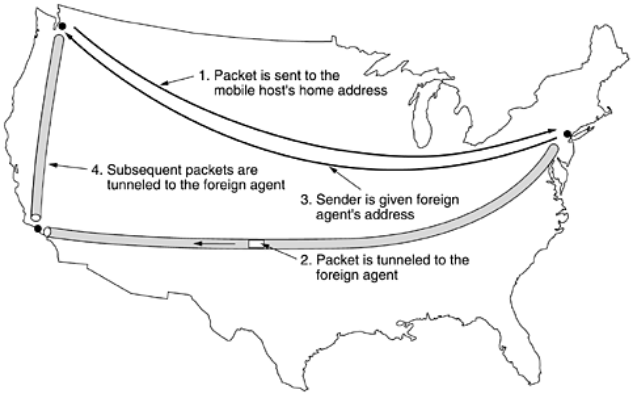 1. Packet is sent to the
mobile host's home address
4. Subsequent packets are
tunneled to the foreign agent
3. Sender is given foreign
agent's address
2. Packet is tunneled to the
foreign agent